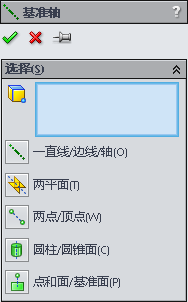 基准轴
?
选择(S)
一直线/边线/轴(O)
两平面(T)
两点/顶点(W)
圆柱/圆锥面(C)
点和面/基准面(P)